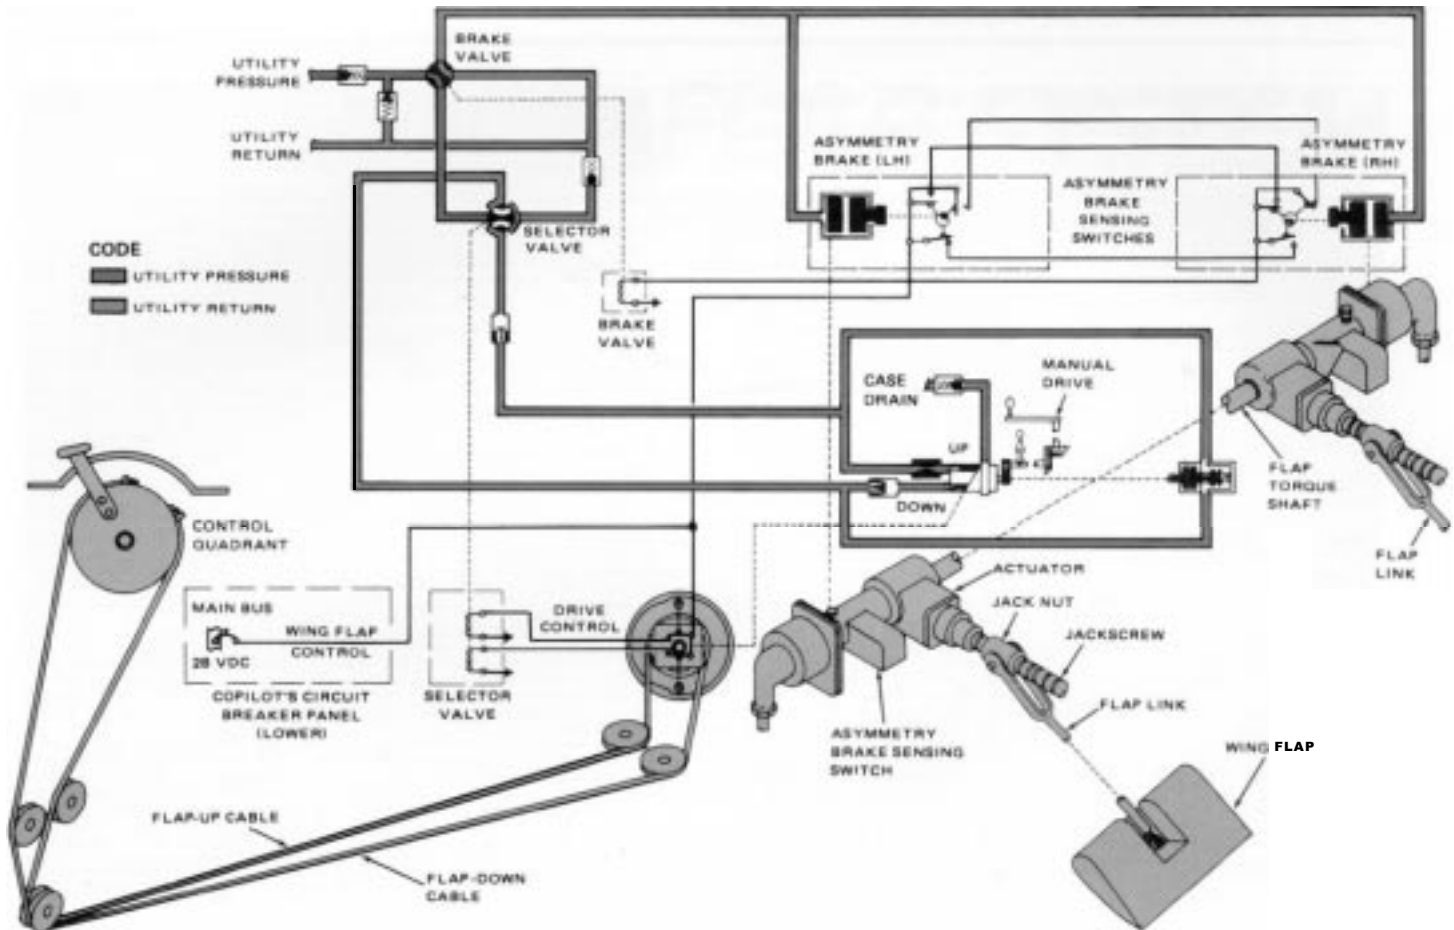 BRAKE
VALVE
UTILITY
PRESSURE
UTILITY
RETURN
ASYMMETRY
BRAKE (LH)
ASYMMETRY
BRAKE
SENSING
SWITCHES
ASYMMETRY
BRAKE (RH)
SELECTOR
VALVE
CODE
UTILITY PRESSURE
UTILITY RETURN
BRAKE
VALVE
CASE
DRAIN
MANUAL
DRIVE
UP
DOWN
FLAP
TORQUE
SHAFT
FLAP
LINK
CONTROL
QUADRANT
MAIN BUS
28 VDC
WING FLAP
CONTROL
COPILOT'S CIRCUIT
BREAKER PANEL
(LOWER)
DRIVE
CONTROL
SELECTOR
VALVE
ACTUATOR
JACK NUT
JACKSCREW
FLAP LINK
ASYMMETRY
BRAKE SENSING
SWITCH
WING FLAP
FLAP-UP CABLE
FLAP-DOWN
CABLE